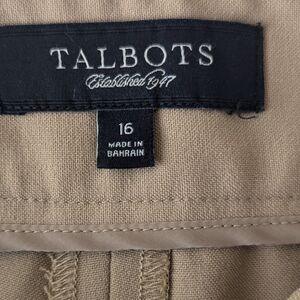 TALBOTS
Established 1947
16
MADE IN
BAHRAIN